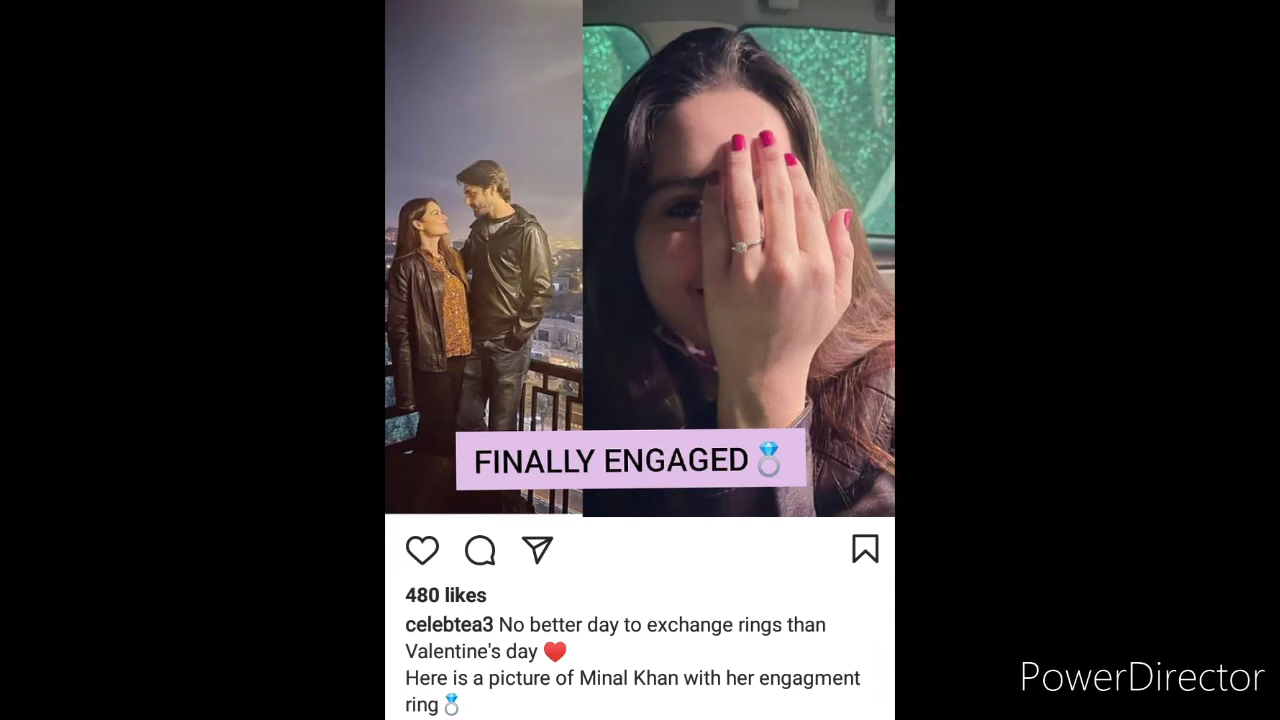 FINALLY ENGAGED💍
480 likes
celebtea3 No better day to exchange rings than
Valentine's day ♥️
Here is a picture of Minal Khan with her engagment
ring💍
PowerDirector